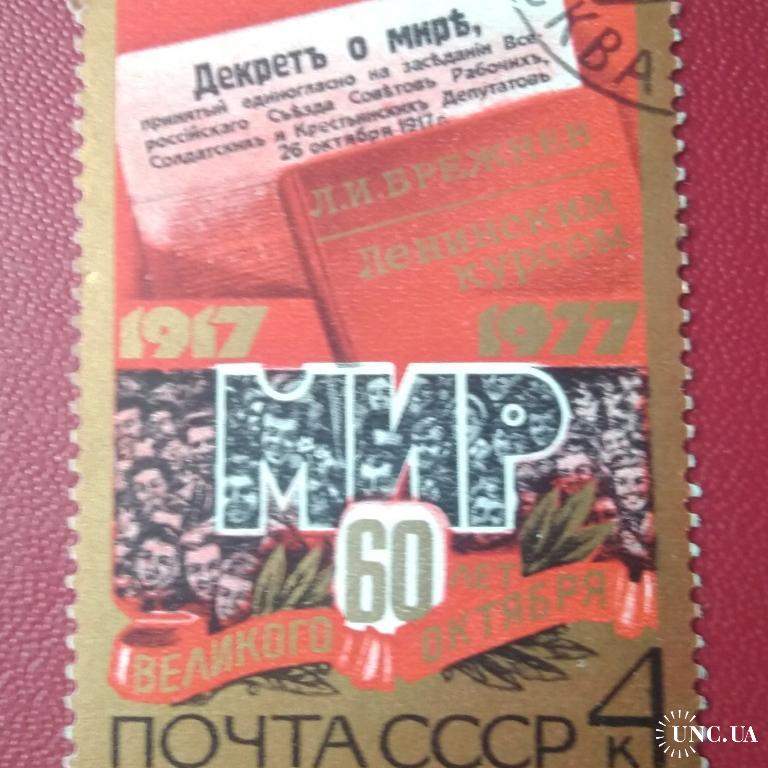 Декретъ о мирѣ,
принятый единогласно на засѣданіи Все-
россійскаго Съѣзда Совѣтовъ Рабочихъ,
Солдатскихъ и Крестьянскихъ Депутатовъ
26 октября 1917г.
Л.И.БРЕЖНЕВ
Ленинским
курсом
1917 1977
МИР
60 ЛЕТ
ВЕЛИКОГО ОКТЯБРЯ
ПОЧТА СССР 4 К
UNC.UA